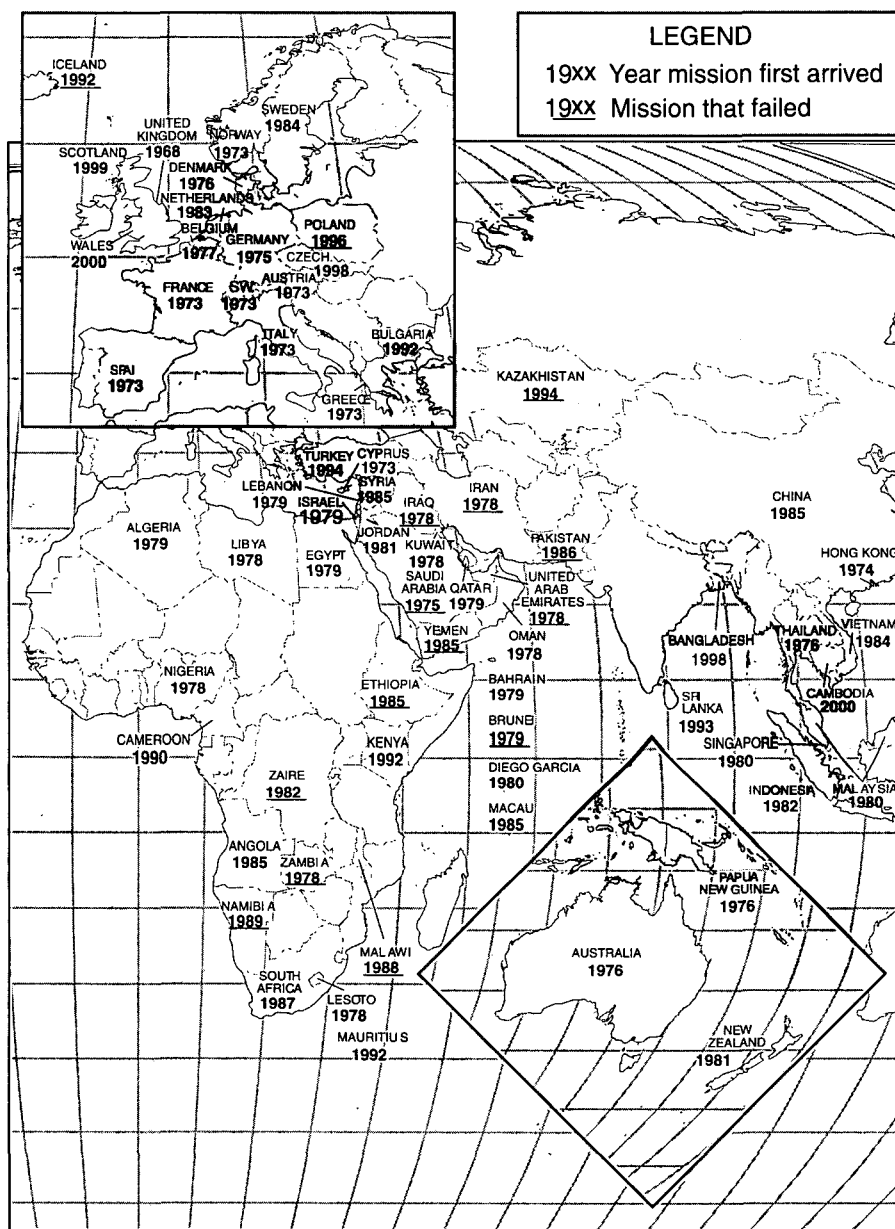 LEGEND
19xx Year mission first arrived
19xx Mission that failed
ICELAND
1992
SWEDEN
1984
UNITED
KINGDOM
1968
NORWAY
1973
SCOTLAND
1999
DENMARK
1976
NETHERLANDS
1983
BELGIUM
1977
WALES
2000
GERMANY
1975
POLAND
1996
CZECH.
1998
FRANCE
1973
SW.
1973
AUSTRIA
1973
ITALY
1973
BULGARIA
1992
SPAI
1973
GREECE
1973
KAZAKHSTAN
1994
TURKEY
1994
CYPRUS
1973
LEBANON
1979
SYRIA
1985
ISRAEL
1979
IRAQ
1978
IRAN
1978
CHINA
1985
ALGERIA
1979
LIBYA
1978
EGYPT
1979
JORDAN
1981
KUWAIT
1978
PAKISTAN
1986
HONG KONG
1974
SAUDI
ARABIA
1975
QATAR
1979
UNITED
ARAB
EMIRATES
1978
YEMEN
1985
OMAN
1978
BANGLADESH
1998
THAILAND
1976
VIETNAM
1984
NIGERIA
1978
ETHIOPIA
1985
BAHRAIN
1979
SRI
LANKA
1993
CAMBODIA
2000
CAMEROON
1990
KENYA
1992
BRUNEI
1979
SINGAPORE
1980
ZAIRE
1982
DIEGO GARCIA
1980
INDONESIA
1982
MALAYSIA
1980
MACAU
1985
ANGOLA
1985
ZAMBIA
1978
PAPUA
NEW GUINEA
1976
NAMIBIA
1989
MALAWI
1988
AUSTRALIA
1976
SOUTH
AFRICA
1987
LESOTO
1978
MAURITIUS
1992
NEW
ZEALAND
1981